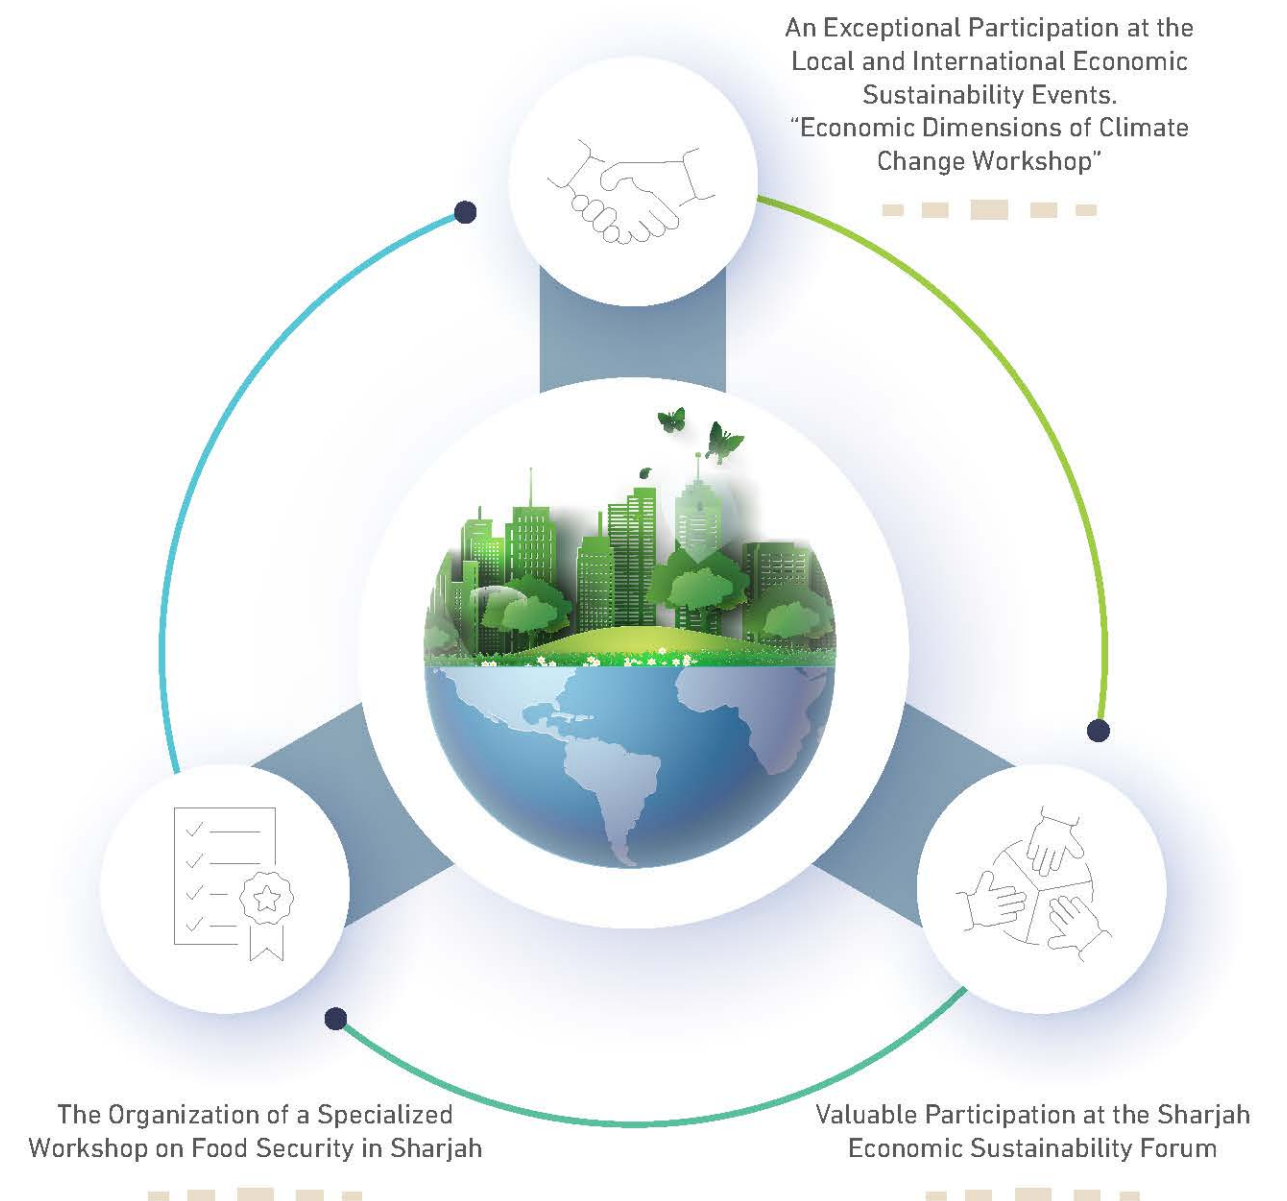 An Exceptional Participation at the
Local and International Economic
Sustainability Events.
“Economic Dimensions of Climate
Change Workshop”
The Organization of a Specialized
Workshop on Food Security in Sharjah
Valuable Participation at the Sharjah
Economic Sustainability Forum